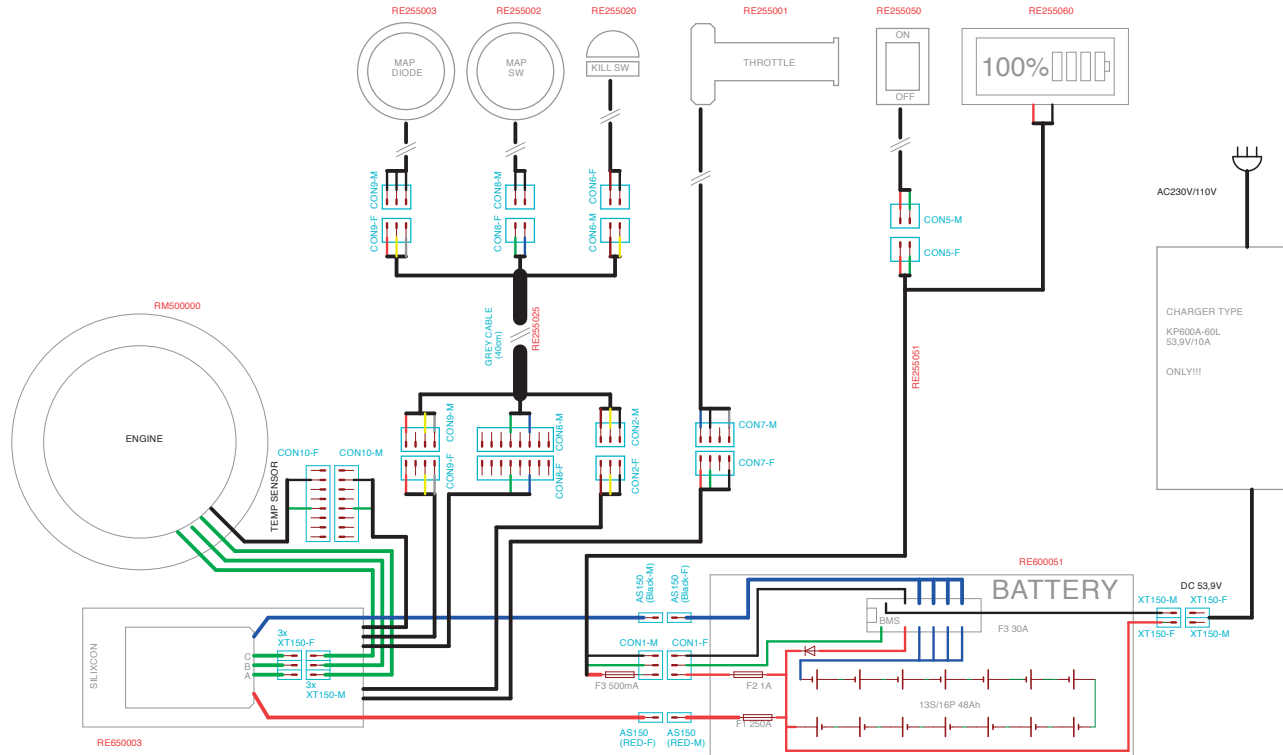 RE255003
RE255002
RE255020
RE255001
RE255050
RE255060
MAP
DIODE
MAP
SW
KILL SW
THROTTLE
ON
OFF
100%
CON9-M
CON8-M
CON6-F
CON9-F
CON8-F
CON6-M
CON5-M
CON5-F
AC230V/110V
RM500000
GREY CABLE
(40cm)
RE255025
RE255051
CHARGER TYPE
KP600A-60L
53,9V/10A
ONLY!!!
ENGINE
CON10-F
CON10-M
TEMP SENSOR
CON9-M
CON9-F
CON8-M
CON8-F
CON2-M
CON2-F
CON7-M
CON7-F
RE600051
BATTERY
AS150
(Black-M)
AS150
(Black-F)
DC 53,9V
XT150-M
XT150-F
XT150-F
XT150-M
BMS
F3 30A
SILIXCON
3x
XT150-F
C
B
A
3x
XT150-M
CON1-M
CON1-F
F3 500mA
F2 1A
13S/16P 48Ah
F1 250A
AS150
(RED-F)
AS150
(RED-M)
RE650003